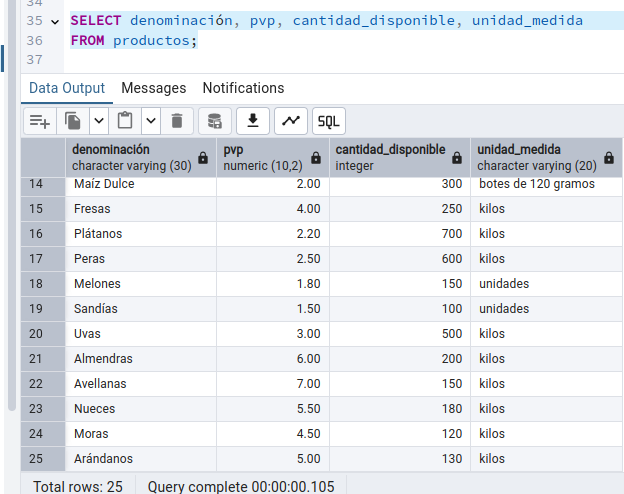 34
35 SELECT denominación, pvp, cantidad_disponible, unidad_medida
36 FROM productos;
37
Data Output Messages Notifications
SQL
denominación pvp cantidad_disponible unidad_medida
character varying (30) numeric (10,2) integer character varying (20)
14 Maíz Dulce 2.00 300 botes de 120 gramos
15 Fresas 4.00 250 kilos
16 Plátanos 2.20 700 kilos
17 Peras 2.50 600 kilos
18 Melones 1.80 150 unidades
19 Sandías 1.50 100 unidades
20 Uvas 3.00 500 kilos
21 Almendras 6.00 200 kilos
22 Avellanas 7.00 150 kilos
23 Nueces 5.50 180 kilos
24 Moras 4.50 120 kilos
25 Arándanos 5.00 130 kilos
Total rows: 25 Query complete 00:00:00.105